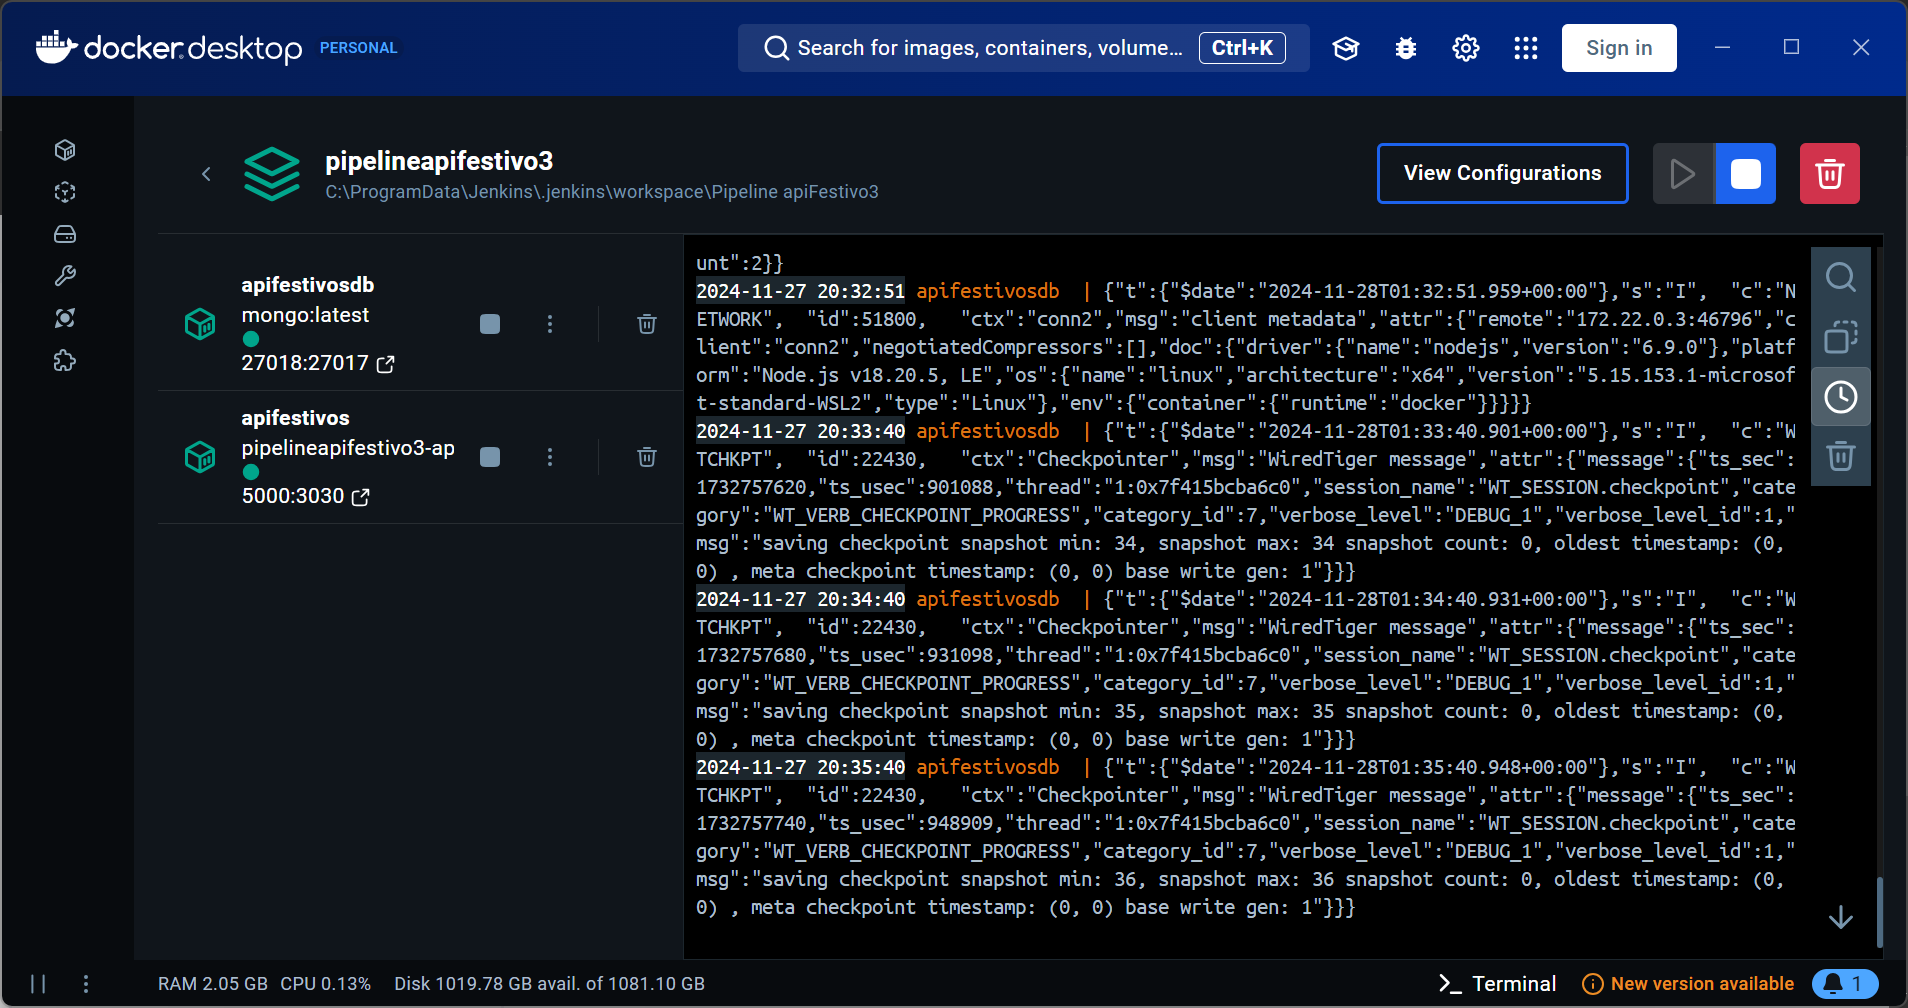 docker desktop PERSONAL
Search for images, containers, volume... Ctrl+K
Sign in
pipelineapifestivo3
C:\ProgramData\Jenkins\.jenkins\workspace\Pipeline apiFestivo3
View Configurations
apifestivosdb
mongo:latest
27018:27017
apifestivos
pipelineapifestivo3-ap
5000:3030
unt":2}}
2024-11-27 20:32:51 apifestivosdb  | {"t":{"$date":"2024-11-28T01:32:51.959+00:00"},"s":"I",  "c":"N
ETWORK",  "id":51800,   "ctx":"conn2","msg":"client metadata","attr":{"remote":"172.22.0.3:46796","c
lient":"conn2","negotiatedCompressors":[],"doc":{"driver":{"name":"nodejs","version":"6.9.0"},"platf
orm":"Node.js v18.20.5, LE","os":{"name":"linux","architecture":"x64","version":"5.15.153.1-microsof
t-standard-WSL2","type":"Linux"},"env":{"container":{"runtime":"docker"}}}}}
2024-11-27 20:33:40 apifestivosdb  | {"t":{"$date":"2024-11-28T01:33:40.901+00:00"},"s":"I",  "c":"W
TCHKPT",  "id":22430,   "ctx":"Checkpointer","msg":"WiredTiger message","attr":{"message":{"ts_sec":
1732757620,"ts_usec":901088,"thread":"1:0x7f415bcba6c0","session_name":"WT_SESSION.checkpoint","cate
gory":"WT_VERB_CHECKPOINT_PROGRESS","category_id":7,"verbose_level":"DEBUG_1","verbose_level_id":1,"
msg":"saving checkpoint snapshot min: 34, snapshot max: 34 snapshot count: 0, oldest timestamp: (0,
0) , meta checkpoint timestamp: (0, 0) base write gen: 1"}}}
2024-11-27 20:34:40 apifestivosdb  | {"t":{"$date":"2024-11-28T01:34:40.931+00:00"},"s":"I",  "c":"W
TCHKPT",  "id":22430,   "ctx":"Checkpointer","msg":"WiredTiger message","attr":{"message":{"ts_sec":
1732757680,"ts_usec":931098,"thread":"1:0x7f415bcba6c0","session_name":"WT_SESSION.checkpoint","cate
gory":"WT_VERB_CHECKPOINT_PROGRESS","category_id":7,"verbose_level":"DEBUG_1","verbose_level_id":1,"
msg":"saving checkpoint snapshot min: 35, snapshot max: 35 snapshot count: 0, oldest timestamp: (0,
0) , meta checkpoint timestamp: (0, 0) base write gen: 1"}}}
2024-11-27 20:35:40 apifestivosdb  | {"t":{"$date":"2024-11-28T01:35:40.948+00:00"},"s":"I",  "c":"W
TCHKPT",  "id":22430,   "ctx":"Checkpointer","msg":"WiredTiger message","attr":{"message":{"ts_sec":
1732757740,"ts_usec":948909,"thread":"1:0x7f415bcba6c0","session_name":"WT_SESSION.checkpoint","cate
gory":"WT_VERB_CHECKPOINT_PROGRESS","category_id":7,"verbose_level":"DEBUG_1","verbose_level_id":1,"
msg":"saving checkpoint snapshot min: 36, snapshot max: 36 snapshot count: 0, oldest timestamp: (0,
0) , meta checkpoint timestamp: (0, 0) base write gen: 1"}}}
RAM 2.05 GB CPU 0.13% Disk 1019.78 GB avail. of 1081.10 GB
Terminal
New version available
1